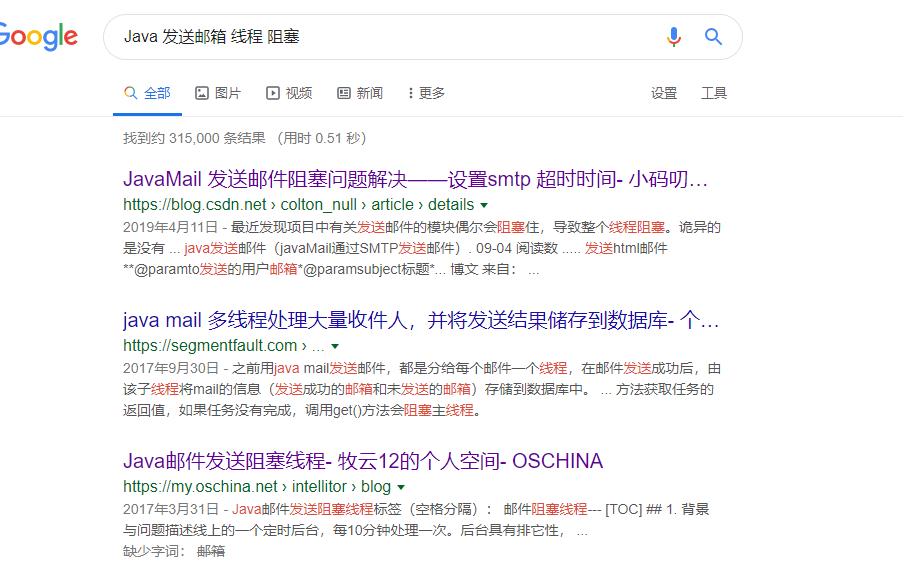 Google
Java 发送邮箱 线程 阻塞
全部 图片 视频 新闻 更多 设置 工具
找到约 315,000 条结果 （用时 0.51 秒）
JavaMail 发送邮件阻塞问题解决——设置smtp 超时时间- 小码叨…
https://blog.csdn.net › colton_null › article › details
2019年4月11日 - 最近发现项目中有关发送邮件的模块偶尔会阻塞住，导致整个线程阻塞。诡异的
是没有 ... java发送邮件（javaMail通过SMTP发送邮件）. 09-04 阅读数 ..... 发送html邮件
**@paramto发送的用户邮箱*@paramsubject标题*... 博文 来自： ...
java mail 多线程处理大量收件人，并将发送结果储存到数据库- 个…
https://segmentfault.com › ...
2017年9月30日 - 之前用java mail发送邮件，都是分给每个邮件一个线程，在邮件发送成功后，由
该子线程将mail的信息（发送成功的邮箱和未发送的邮箱）存储到数据库中。 ... 方法获取任务的
返回值，如果任务没有完成，调用get()方法会阻塞主线程。
Java邮件发送阻塞线程- 牧云12的个人空间- OSCHINA
https://my.oschina.net › intellitor › blog
2017年3月31日 - Java邮件发送阻塞线程标签（空格分隔）： 邮件阻塞线程--- [TOC] ## 1. 背景
与问题描述线上的一个定时后台，每10分钟处理一次。后台具有排它性， ...
缺少字词： 邮箱